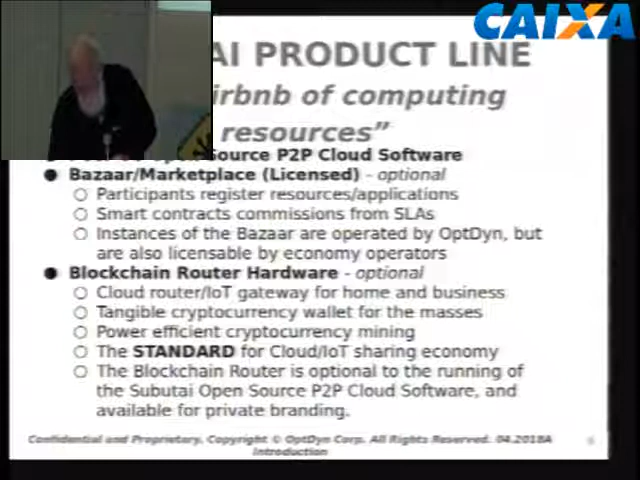 CAIXA
AI PRODUCT LINE
irbnb of computing
resources”
Source P2P Cloud Software
● Bazaar/Marketplace (Licensed) - optional
○ Participants register resources/applications
○ Smart contracts commissions from SLAs
○ Instances of the Bazaar are operated by OptDyn, but
are also licensable by economy operators
● Blockchain Router Hardware - optional
○ Cloud router/IoT gateway for home and business
○ Tangible cryptocurrency wallet for the masses
○ Power efficient cryptocurrency mining
○ The STANDARD for Cloud/IoT sharing economy
○ The Blockchain Router is optional to the running of
the Subutai Open Source P2P Cloud Software, and
available for private branding.
Confidential and Proprietary. Copyright © OptDyn Corp. All Rights Reserved. 04.2018A
Introduction